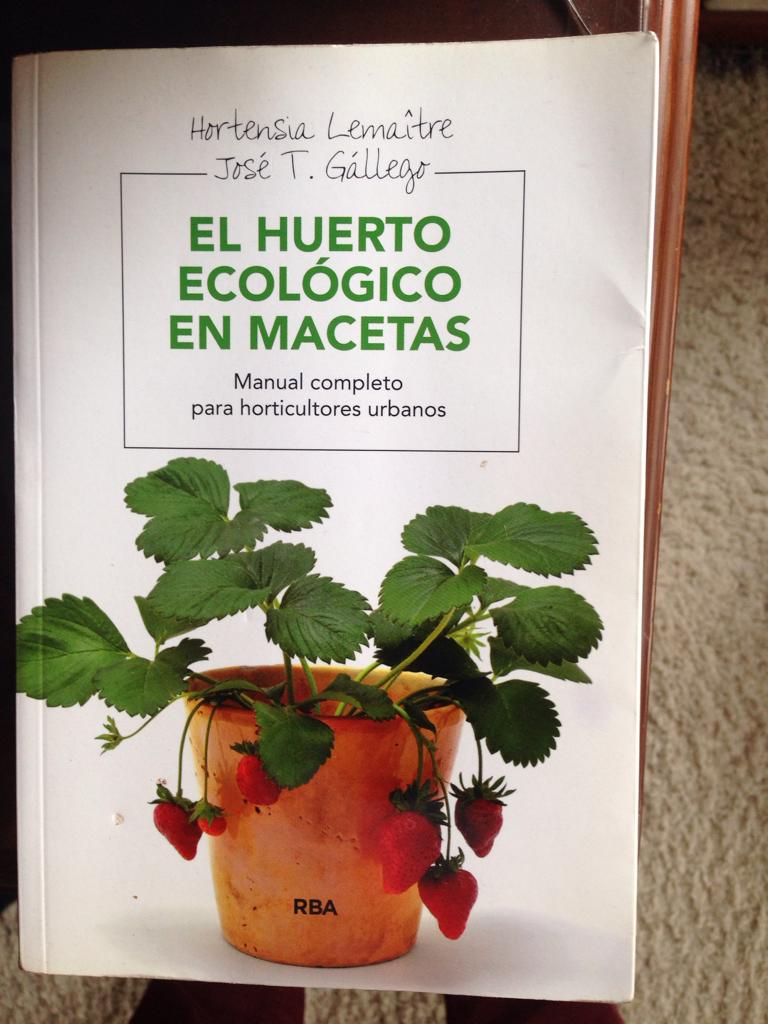 Hortensia Lemaître
José T. Gállego
EL HUERTO
ECOLÓGICO
EN MACETAS
Manual completo
para horticultores urbanos
RBA